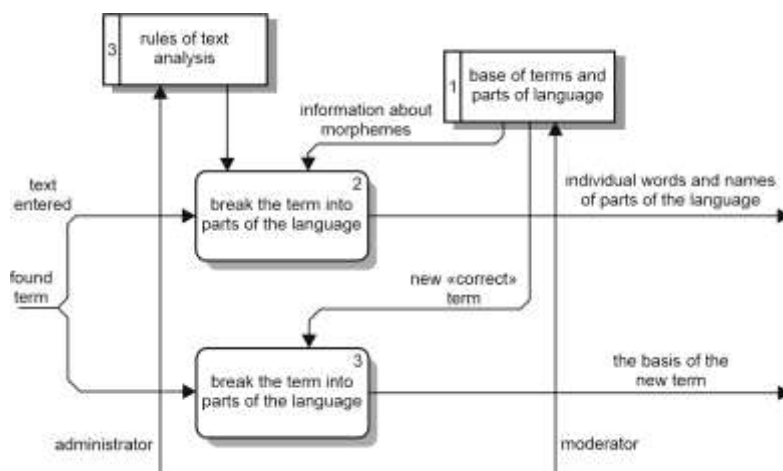 3
rules of text
analysis
1
base of terms and
parts of language
information about
morphemes
2
break the term into
parts of the language
text
entered
individual words and names
of parts of the language
found
term
new «correct»
term
3
break the term into
parts of the language
the basis of the
new term
administrator
moderator